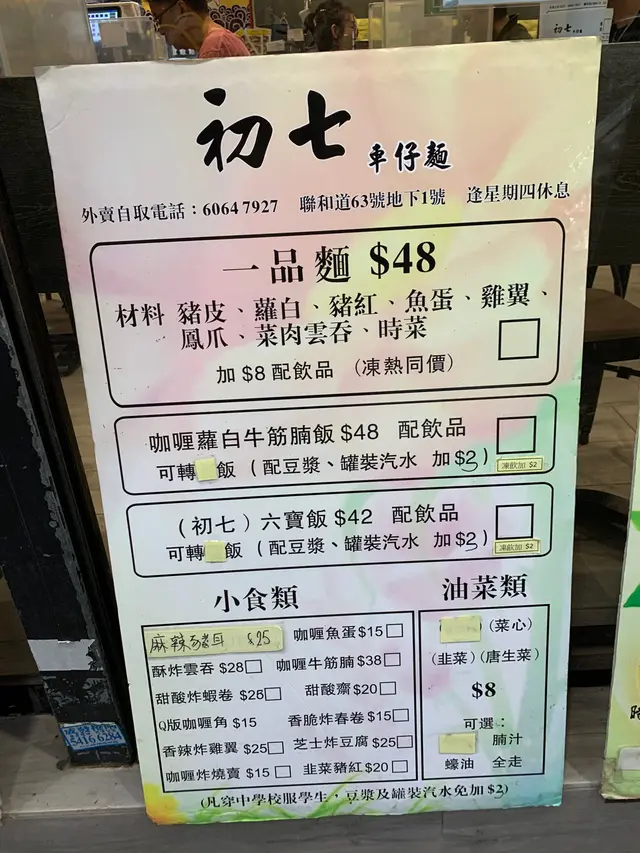 初七 車仔麵
外賣自取電話：6064 7927 聯和道63號地下1號 逢星期四休息
一品麵 $48
材料 豬皮、蘿白、豬紅、魚蛋、雞翼、
鳳爪、菜肉雲吞、時菜
加 $8 配飲品 (凍熱同價)
咖喱蘿白牛筋腩飯 $48 配飲品
可轉 飯 (配豆漿、罐裝汽水 加 $3)
凍飲加 $2
(初七) 六寶飯 $42 配飲品
可轉 飯 (配豆漿、罐裝汽水 加 $3)
凍飲加 $2
小食類
麻辣豬耳 $25
咖喱魚蛋 $15
酥炸雲吞 $28
咖喱牛筋腩 $38
甜酸炸蝦卷 $26
甜酸齋 $20
Q版咖喱角 $15
香脆炸春卷 $15
香辣炸雞翼 $25
芝士炸豆腐 $25
咖喱炸燒賣 $15
韭菜豬紅 $20
油菜類
(菜心)
(韭菜) (唐生菜)
$8
可選：
腩汁
蠔油 全走
(凡穿中學校服學生，豆漿及罐裝汽水免加 $3)
初七